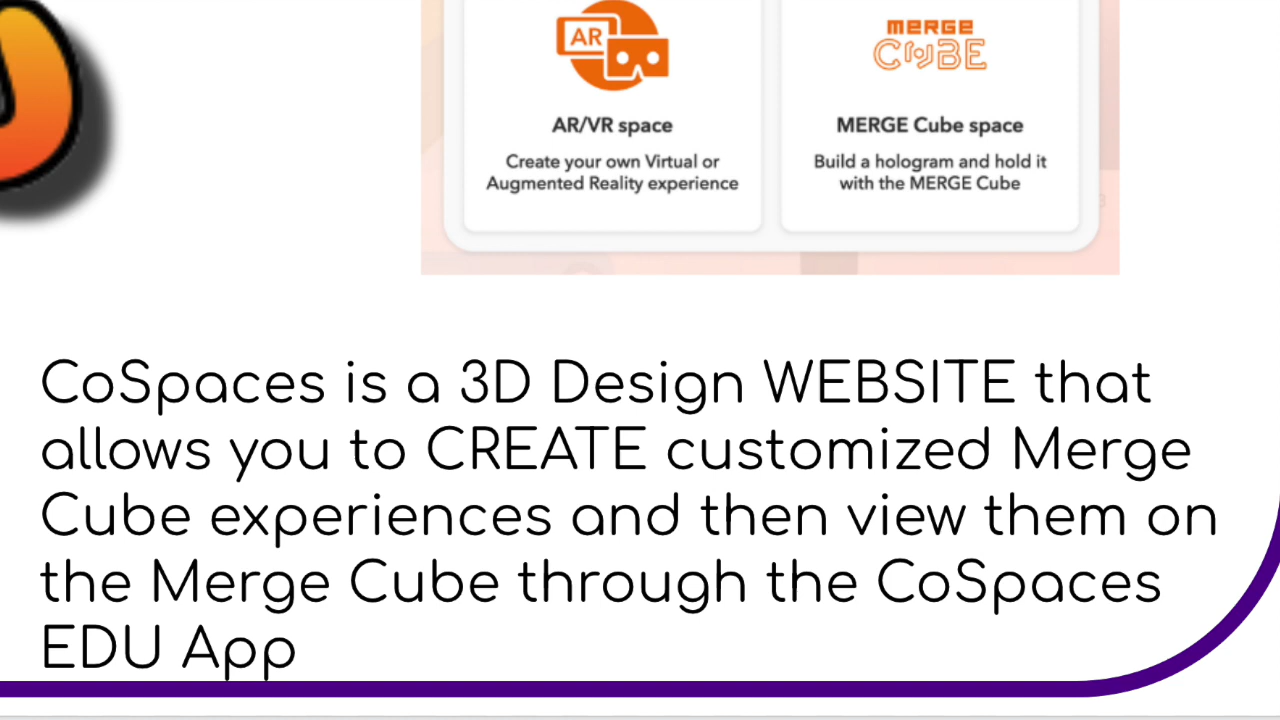 AR
MERGE
CUBE
AR/VR space
MERGE Cube space
Create your own Virtual or
Augmented Reality experience
Build a hologram and hold it
with the MERGE Cube
CoSpaces is a 3D Design WEBSITE that
allows you to CREATE customized Merge
Cube experiences and then view them on
the Merge Cube through the CoSpaces
EDU App